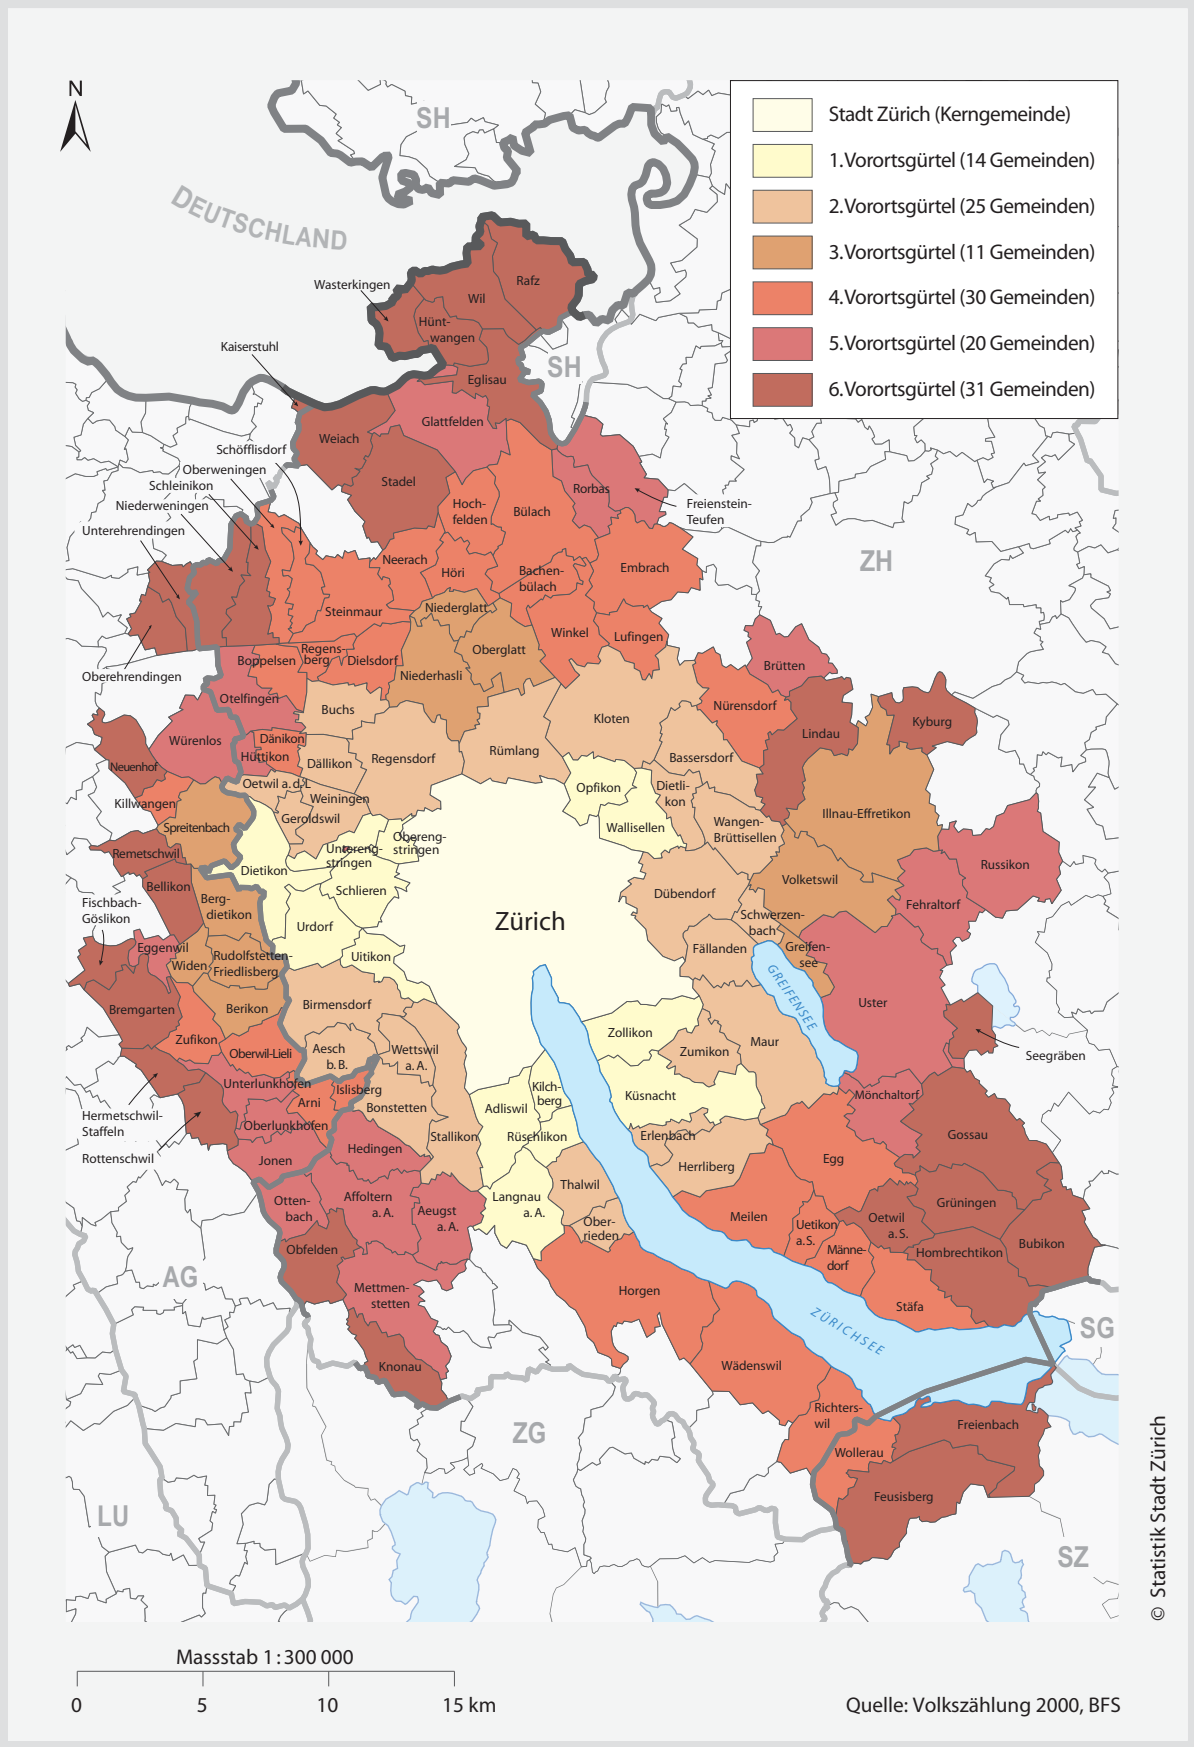 N
SH
DEUTSCHLAND
Stadt Zürich (Kerngemeinde)
1.Vorortsgürtel (14 Gemeinden)
2.Vorortsgürtel (25 Gemeinden)
3.Vorortsgürtel (11 Gemeinden)
4.Vorortsgürtel (30 Gemeinden)
5.Vorortsgürtel (20 Gemeinden)
6.Vorortsgürtel (31 Gemeinden)
Wasterkingen
Rafz
Wil
Hünt-
wangen
Kaiserstuhl
SH
Eglisau
Glattfelden
Weiach
Schöfflisdorf
Oberweningen
Schleinikon
Niederweningen
Unterehrendingen
Stadel
Rorbas
Freienstein-
Teufen
Hoch-
felden
Bülach
ZH
Neerach
Höri
Bachen-
bülach
Embrach
Steinmaur
Niederglatt
Winkel
Lufingen
Oberglatt
Oberehrendingen
Boppelsen
Regens-
berg
Dielsdorf
Niederhasli
Brütten
Otelfingen
Buchs
Kloten
Nürensdorf
Lindau
Kyburg
Würenlos
Dänikon
Hüttikon
Dällikon
Regensdorf
Rümlang
Bassersdorf
Neuenhof
Oetwil a.d.L
Weiningen
Geroldswil
Opfikon
Dietli-
kon
Killwangen
Spreitenbach
Wallisellen
Wangen-
Brüttisellen
Illnau-Effretikon
Obereng-
stringen
Untereng-
stringen
Remetschwil
Dietikon
Schlieren
Russikon
Bellikon
Volketswil
Fischbach-
Göslikon
Berg-
dietikon
Dübendorf
Fehraltorf
Urdorf
Zürich
Schwerzen-
bach
Eggenwil
Widen
Rudolfstetten-
Friedlisberg
Uitikon
Fällanden
Greifen-
see
GREIFENSEE
Bremgarten
Berikon
Birmensdorf
Uster
Zufikon
Oberwil-Lieli
Aesch
b. B.
Wettswil
a. A.
Zollikon
Zumikon
Maur
Seegräben
Unterlunkhofen
Islisberg
Arni
Bonstetten
Adliswil
Kilch-
berg
Küsnacht
Mönchaltorf
Hermetschwil-
Staffeln
Oberlunkhofen
Rottenschwil
Stallikon
Rüschlikon
Erlenbach
Gossau
Jonen
Hedingen
Herrliberg
Egg
Otten-
bach
Affoltern
a. A.
Aeugst
a. A.
Langnau
a. A.
Thalwil
Ober-
rieden
Meilen
Uetikon
a.S.
Oetwil
a. S.
Grüningen
Bubikon
Hombrechtikon
Männe-
dorf
Obfelden
AG
Mettmen-
stetten
Horgen
Stäfa
ZÜRICHSEE
SG
Knonau
Wädenswil
Richters-
wil
Freienbach
ZG
Wollerau
Feusisberg
LU
SZ
© Statistik Stadt Zürich
Massstab 1 : 300 000
0 5 10 15 km
Quelle: Volkszählung 2000, BFS